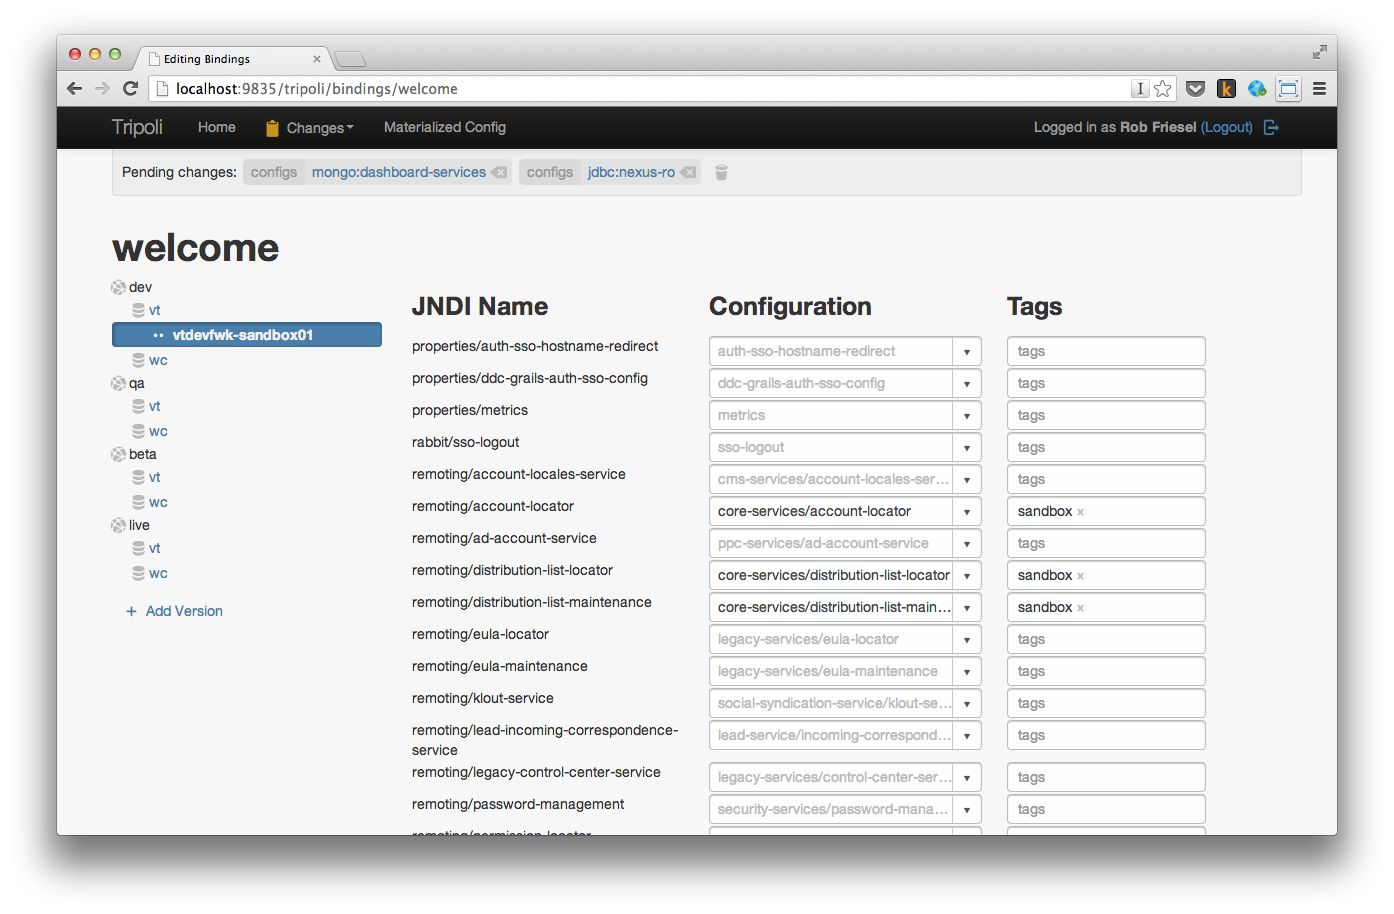 Editing Bindings ×
localhost:9835/tripoli/bindings/welcome
Tripoli Home Changes Materialized Config Logged in as Rob Friesel (Logout)
Pending changes: configs mongo:dashboard-services configs jdbc:nexus-ro
welcome
dev
vt
vtdevfwk-sandbox01
wc
qa
vt
wc
beta
vt
wc
live
vt
wc
+ Add Version
JNDI Name Configuration Tags
properties/auth-sso-hostname-redirect auth-sso-hostname-redirect tags
properties/ddc-grails-auth-sso-config ddc-grails-auth-sso-config tags
properties/metrics metrics tags
rabbit/sso-logout sso-logout tags
remoting/account-locales-service cms-services/account-locales-ser... tags
remoting/account-locator core-services/account-locator sandbox ×
remoting/ad-account-service ppc-services/ad-account-service tags
remoting/distribution-list-locator core-services/distribution-list-locator sandbox ×
remoting/distribution-list-maintenance core-services/distribution-list-main... sandbox ×
remoting/eula-locator legacy-services/eula-locator tags
remoting/eula-maintenance legacy-services/eula-maintenance tags
remoting/klout-service social-syndication-service/klout-se... tags
remoting/lead-incoming-correspondence- lead-service/incoming-correspond... tags
service
remoting/legacy-control-center-service legacy-services/control-center-ser... tags
remoting/password-management security-services/password-mana... tags
remoting/permission-locator